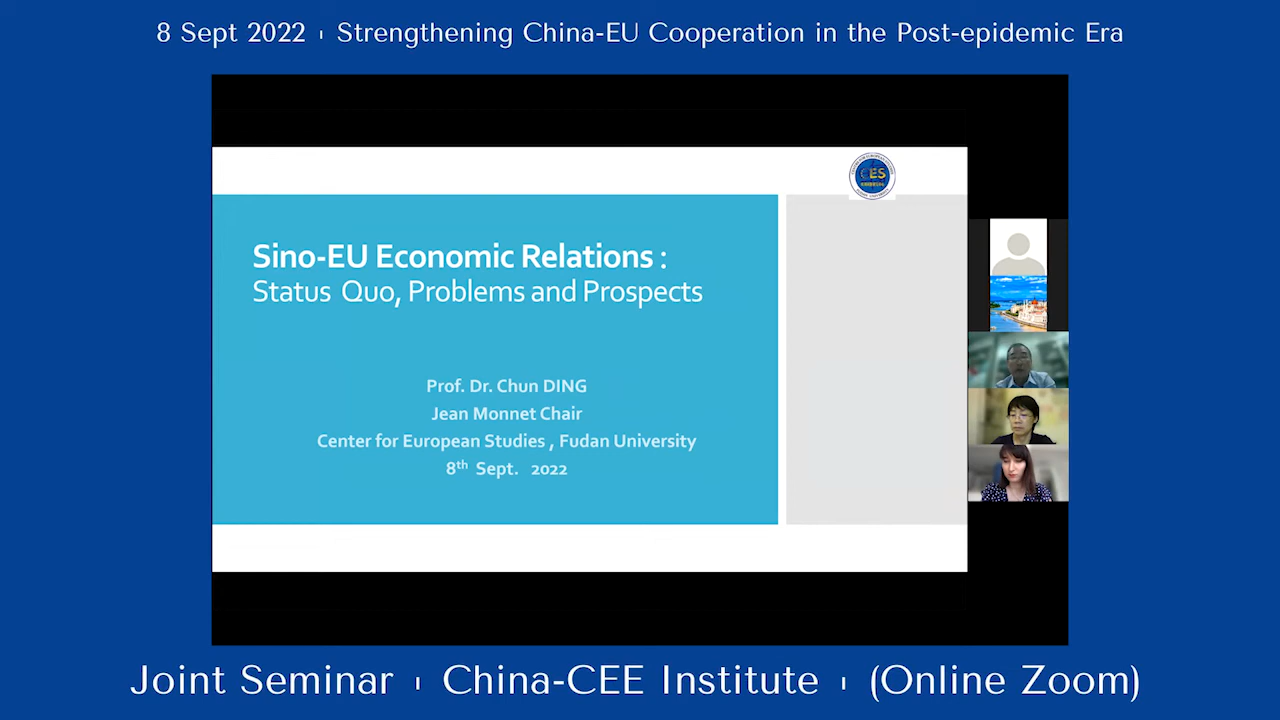 8 Sept 2022 ı Strengthening China-EU Cooperation in the Post-epidemic Era
CES
Sino-EU Economic Relations :
Status Quo, Problems and Prospects
Prof. Dr. Chun DING
Jean Monnet Chair
Center for European Studies , Fudan University
8th Sept. 2022
Joint Seminar ı China-CEE Institute ı (Online Zoom)